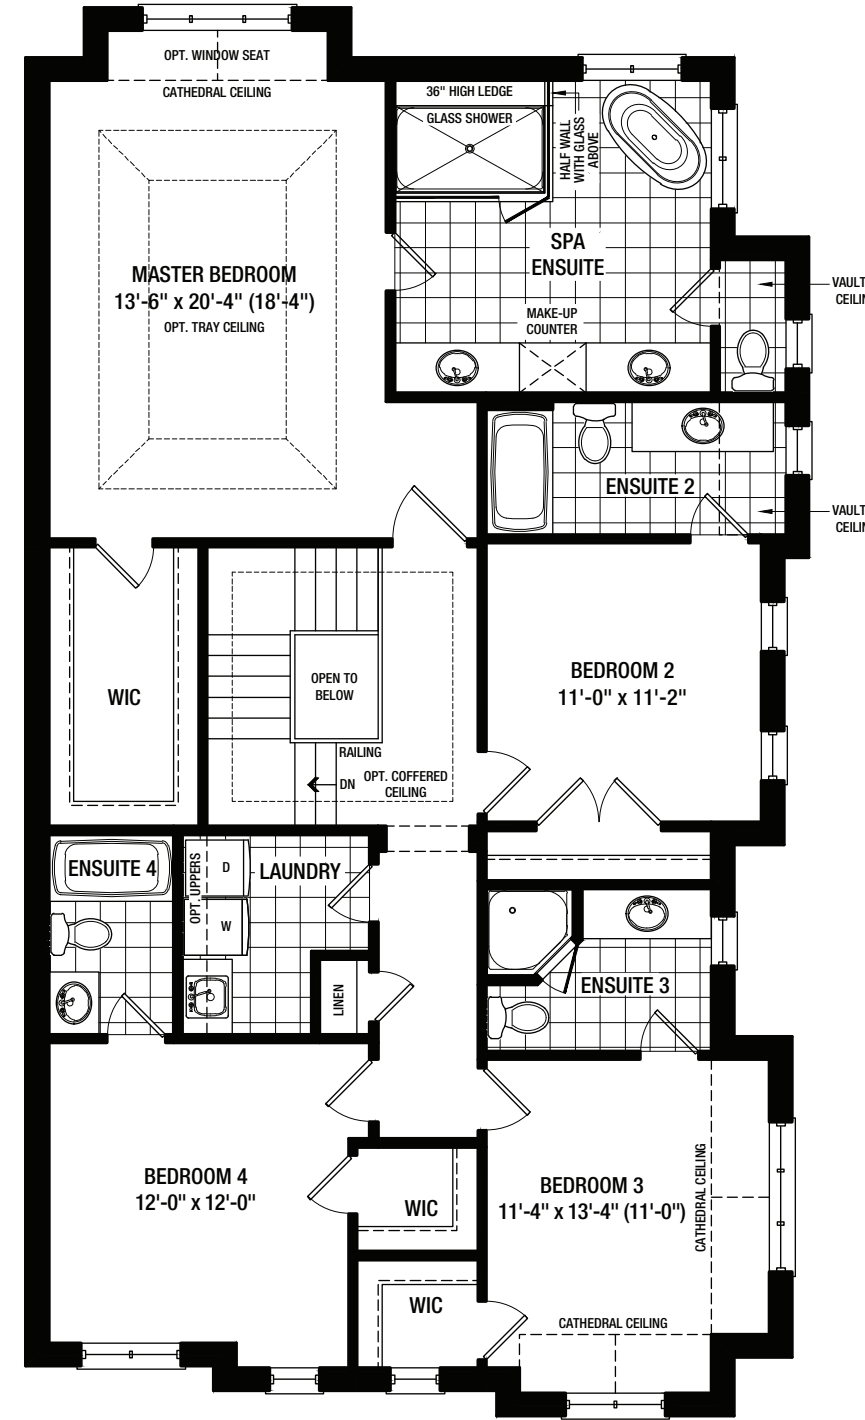 OPT. WINDOW SEAT
CATHEDRAL CEILING
36" HIGH LEDGE
GLASS SHOWER
HALF WALL
WITH GLASS
ABOVE
SPA
ENSUITE
MASTER BEDROOM
13'-6" x 20'-4" (18'-4")
OPT. TRAY CEILING
MAKE-UP
COUNTER
VAULT
CEILIN
ENSUITE 2
VAULT
CEILIN
WIC
OPEN TO
BELOW
BEDROOM 2
11'-0" x 11'-2"
RAILING
DN
OPT. COFFERED
CEILING
ENSUITE 4
OPT. UPPERS
D
W
LAUNDRY
LINEN
ENSUITE 3
BEDROOM 4
12'-0" x 12'-0"
WIC
BEDROOM 3
11'-4" x 13'-4" (11'-0")
CATHEDRAL CEILING
WIC
CATHEDRAL CEILING